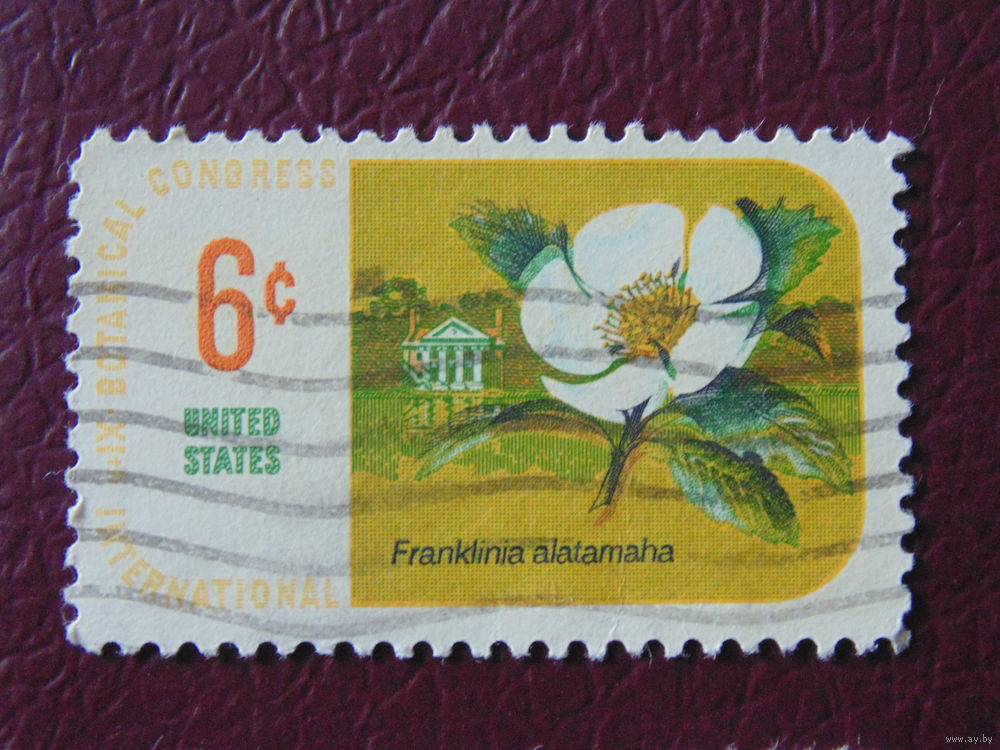 INTERNATIONAL · XI · BOTANICAL CONGRESS
6¢
UNITED
STATES
Franklinia alatamaha
www.ay.by